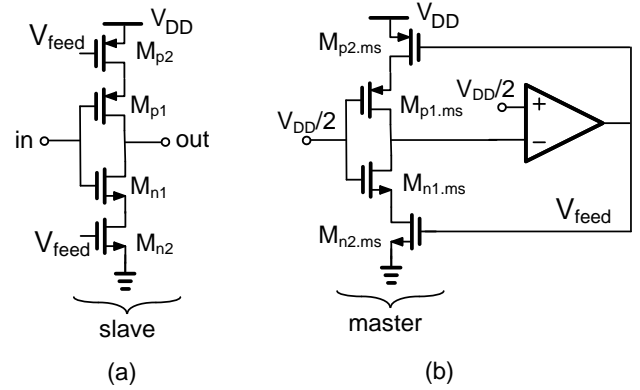 V_DD
V_feed
M_p2
M_p1
in
out
M_n1
V_feed
M_n2
slave
(a)
V_DD
M_p2.ms
V_DD/2
M_p1.ms
V_DD/2
+
−
M_n1.ms
V_feed
M_n2.ms
master
(b)